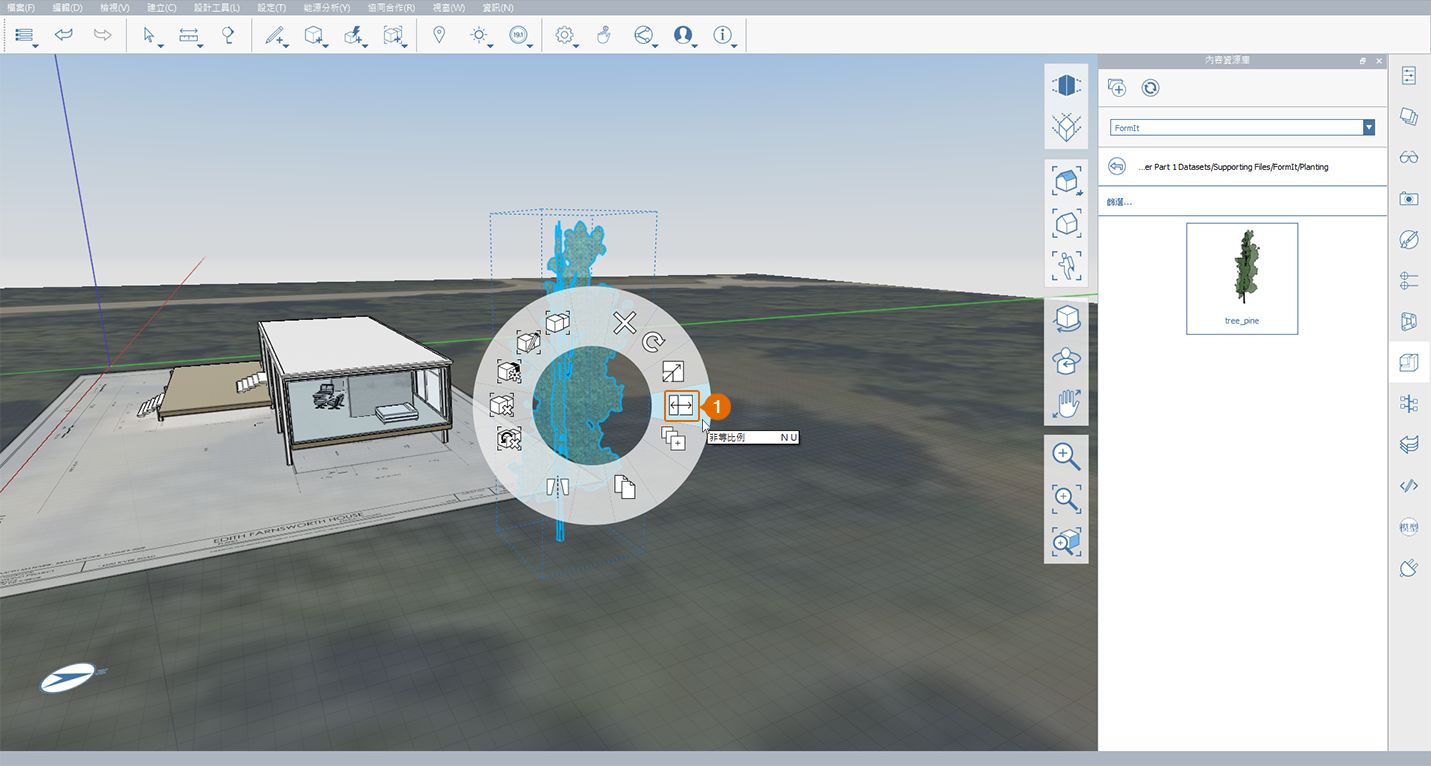 檔案(F) 編輯(D) 檢視(V) 建立(C) 設計工具(L) 設定(T) 能源分析(Y) 協同合作(R) 視窗(W) 資訊(N)
19.1
內容資源庫
FormIt
...er Part 1 Datasets/Supporting Files/FormIt/Planting
篩選...
tree_pine
1
非等比例 N U
EDITH FARNSWORTH HOUSE
模型